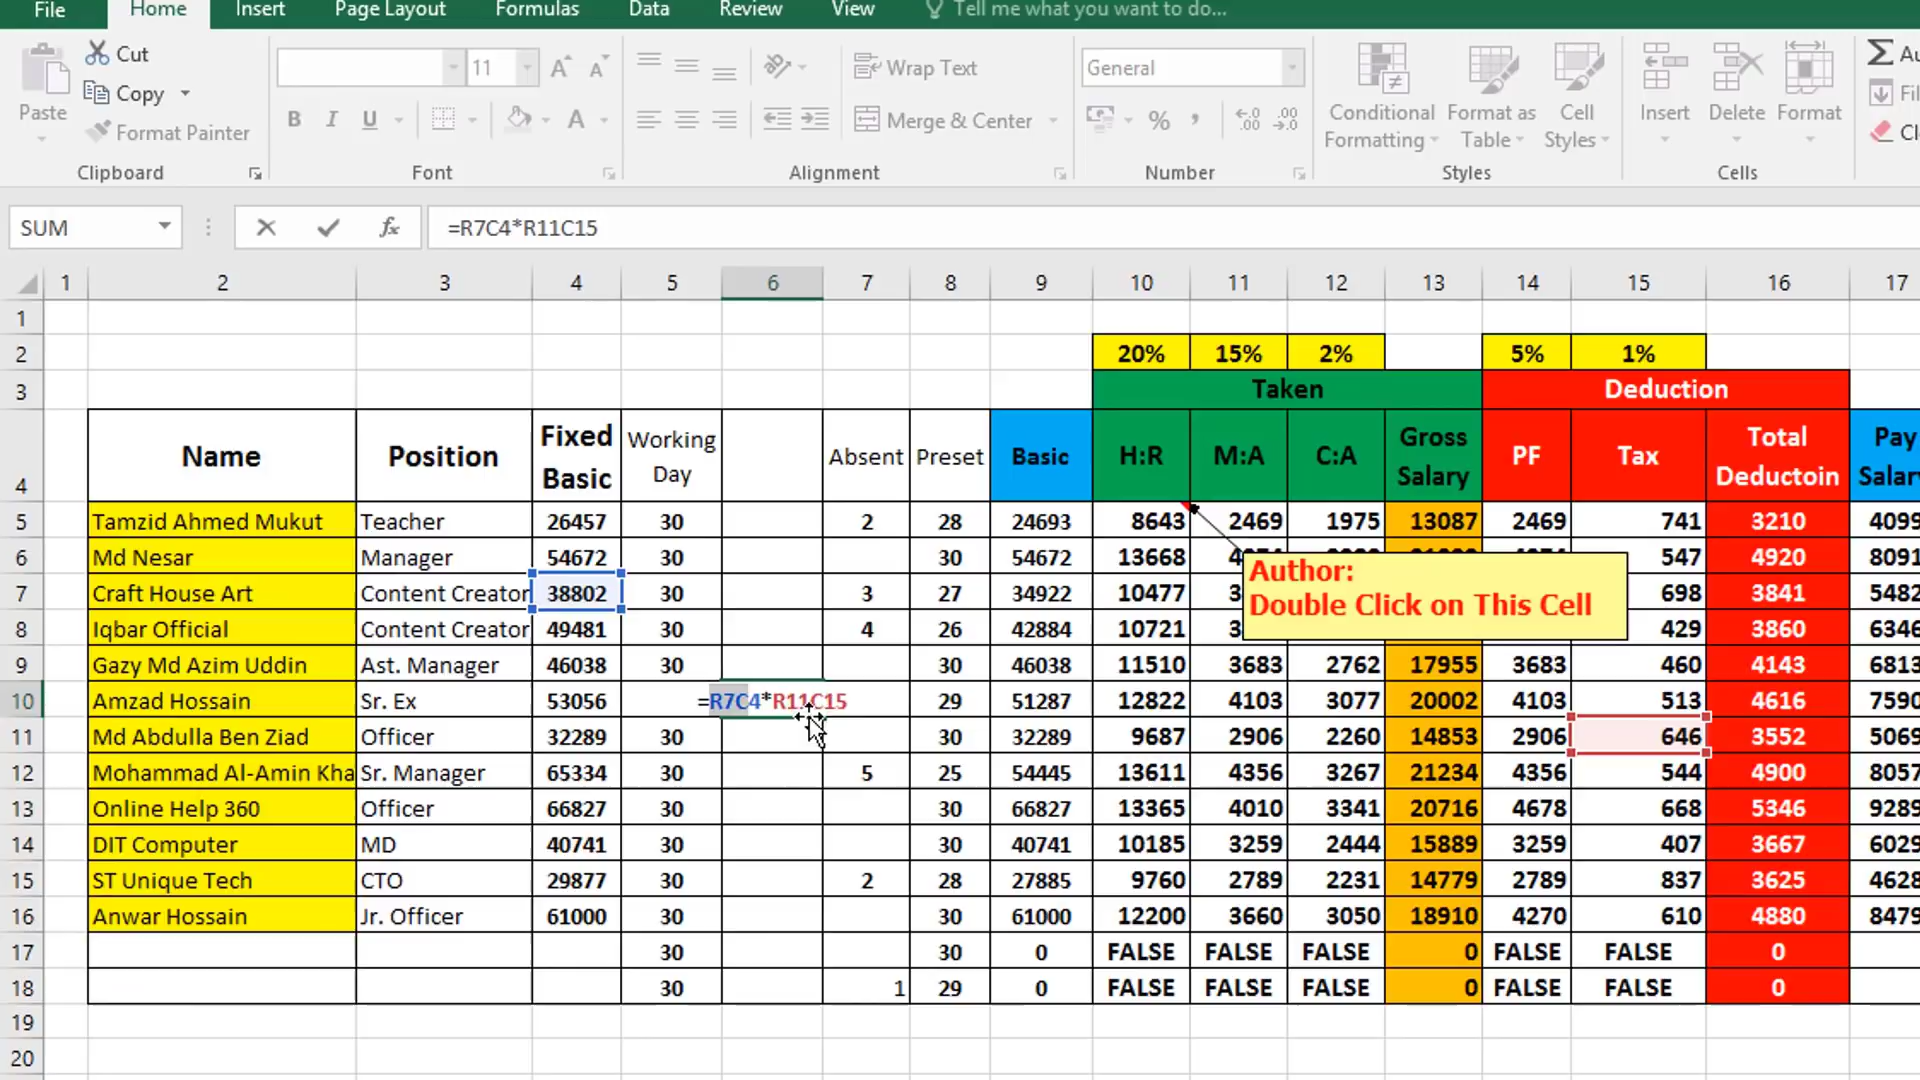 File Home Insert Page Layout Formulas Data Review View Tell me what you want to do...
Cut
Copy
Format Painter
Paste
11
B I U A
Wrap Text
Merge & Center
General
%
Conditional Formatting
Format as Table
Cell Styles
Insert Delete Format
Clipboard Font Alignment Number Styles Cells
SUM fx =R7C4*R11C15
1 2 3 4 5 6 7 8 9 10 11 12 13 14 15 16 17
1
2 20% 15% 2% 5% 1%
3 Taken Deduction
4 Name Position Fixed Basic Working Day Absent Preset Basic H:R M:A C:A Gross Salary PF Tax Total Deductoin Pay
5 Tamzid Ahmed Mukut Teacher 26457 30 2 28 24693 8643 2469 1975 13087 2469 741 3210
6 Md Nesar Manager 54672 30 30 54672 13668 547 4920
7 Craft House Art Content Creator 38802 30 3 27 34922 10477 698 3841
8 Iqbar Official Content Creator 49481 30 4 26 42884 10721 429 3860
Author:
Double Click on This Cell
9 Gazy Md Azim Uddin Ast. Manager 46038 30 30 46038 11510 3683 2762 17955 3683 460 4143
10 Amzad Hossain Sr. Ex 53056 =R7C4*R11C15 29 51287 12822 4103 3077 20002 4103 513 4616
11 Md Abdulla Ben Ziad Officer 32289 30 30 32289 9687 2906 2260 14853 2906 646 3552
12 Mohammad Al-Amin Kha Sr. Manager 65334 30 5 25 54445 13611 4356 3267 21234 4356 544 4900
13 Online Help 360 Officer 66827 30 30 66827 13365 4010 3341 20716 4678 668 5346
14 DIT Computer MD 40741 30 30 40741 10185 3259 2444 15889 3259 407 3667
15 ST Unique Tech CTO 29877 30 2 28 27885 9760 2789 2231 14779 2789 837 3625
16 Anwar Hossain Jr. Officer 61000 30 30 61000 12200 3660 3050 18910 4270 610 4880
17 30 30 0 FALSE FALSE FALSE 0 FALSE FALSE 0
18 30 1 29 0 FALSE FALSE FALSE 0 FALSE FALSE 0
19
20